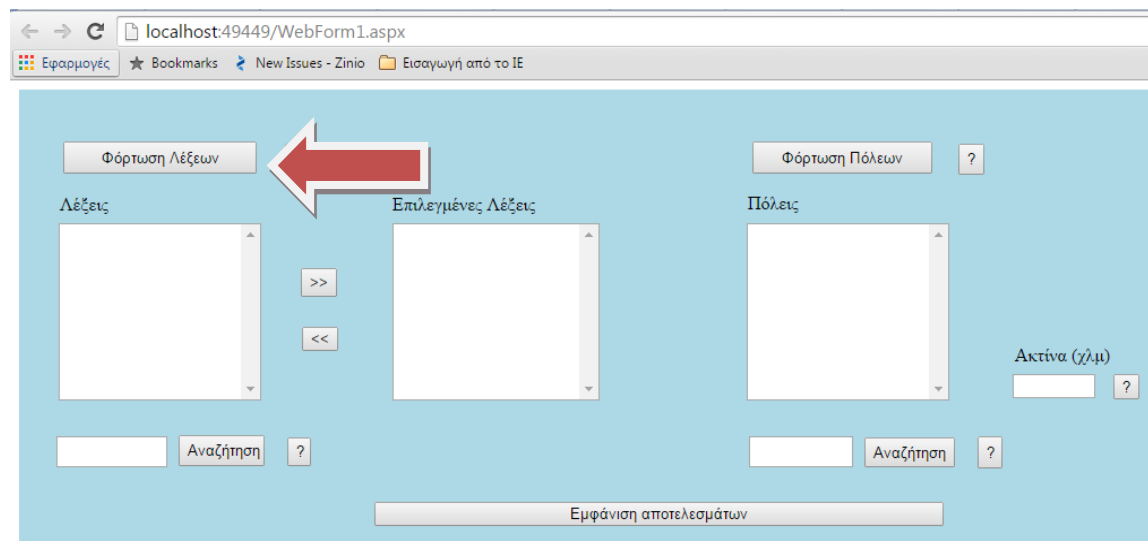 localhost:49449/WebForm1.aspx
Εφαρμογές Bookmarks New Issues - Zinio Εισαγωγή από το IE
Φόρτωση Λέξεων Φόρτωση Πόλεων ?
Λέξεις Επιλεγμένες Λέξεις Πόλεις
>>
<<
Ακτίνα (χλμ)
?
Αναζήτηση ? Αναζήτηση ?
Εμφάνιση αποτελεσμάτων